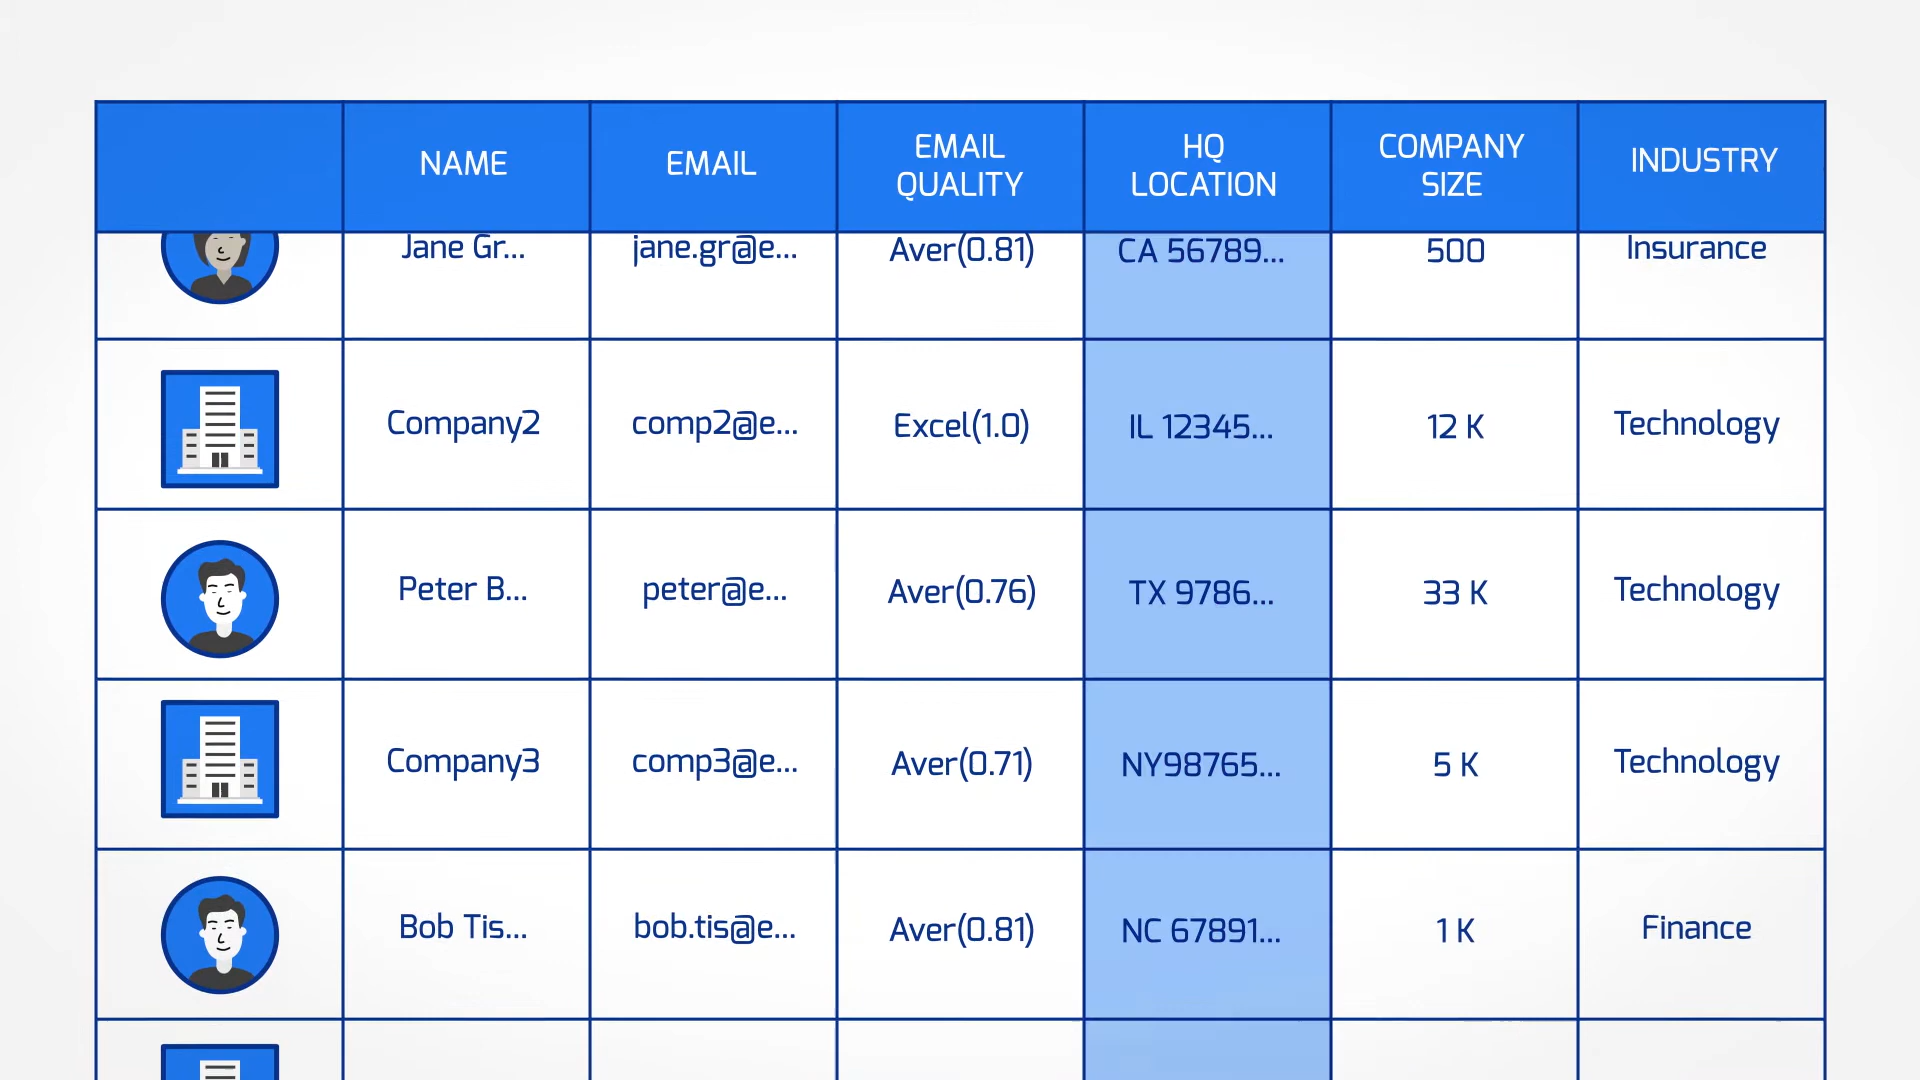 NAME
EMAIL
EMAIL
QUALITY
HQ
LOCATION
COMPANY
SIZE
INDUSTRY
Jane Gr... jane.gr@e... Aver(0.81) CA 56789... 500 Insurance
Company2 comp2@e... Excel(1.0) IL 12345... 12 K Technology
Peter B... peter@e... Aver(0.76) TX 9786... 33 K Technology
Company3 comp3@e... Aver(0.71) NY98765... 5 K Technology
Bob Tis... bob.tis@e... Aver(0.81) NC 67891... 1 K Finance